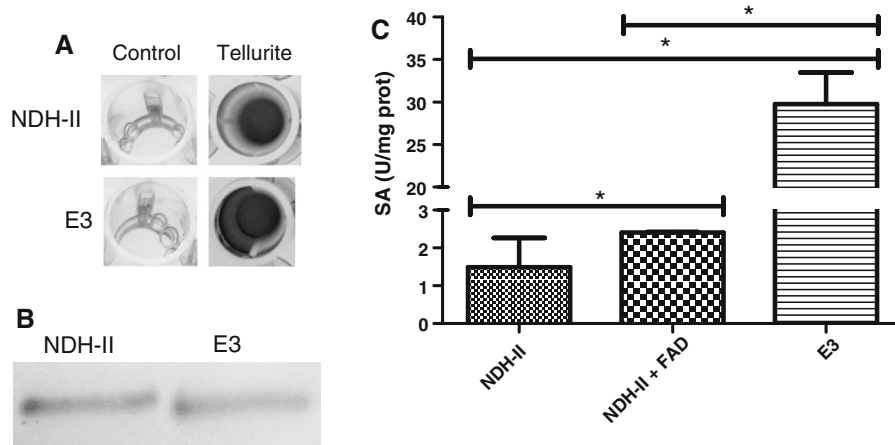 A
Control Tellurite
NDH-II
E3
B
NDH-II E3
C
*
*
*
SA (U/mg prot)
40
35
30
25
20
3
2
1
0
NDH-II
NDH-II + FAD
E3